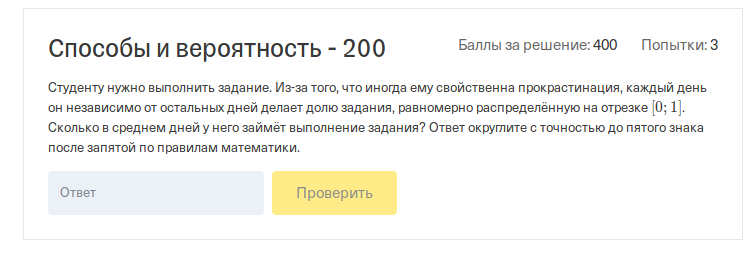 Способы и вероятность - 200
Баллы за решение: 400 Попытки: 3
Студенту нужно выполнить задание. Из-за того, что иногда ему свойственна прокрастинация, каждый день
он независимо от остальных дней делает долю задания, равномерно распределённую на отрезке [0; 1].
Сколько в среднем дней у него займёт выполнение задания? Ответ округлите с точностью до пятого знака
после запятой по правилам математики.
Ответ
Проверить